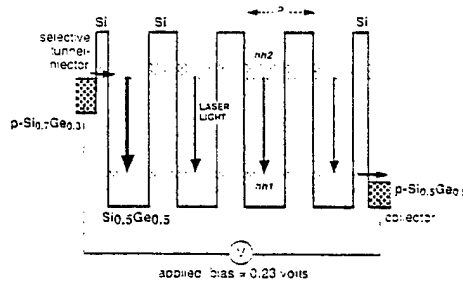 Si
Si
P
Si
selective
tunnel-
injector
hh2
LASER
LIGHT
p-Si0.7Ge0.3
hh1
p-Si0.5Ge0.5
Si0.5Ge0.5
collector
V
applied bias = 0.23 volts